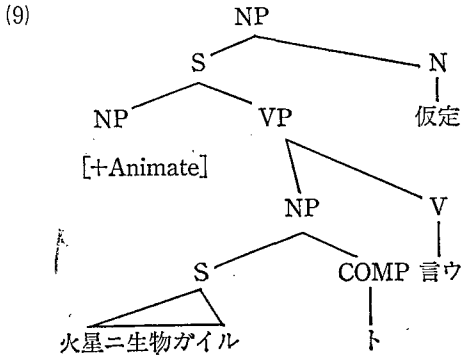 (9)
NP
S N
NP VP 仮定
[+Animate]
NP V
S COMP 言ウ
火星ニ生物ガイル ト